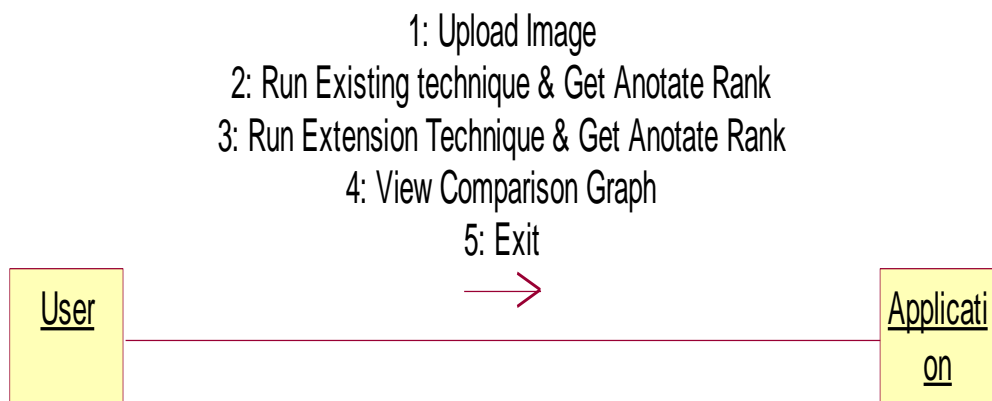 1: Upload Image
2: Run Existing technique & Get Anotate Rank
3: Run Extension Technique & Get Anotate Rank
4: View Comparison Graph
5: Exit
User
Applicati
on